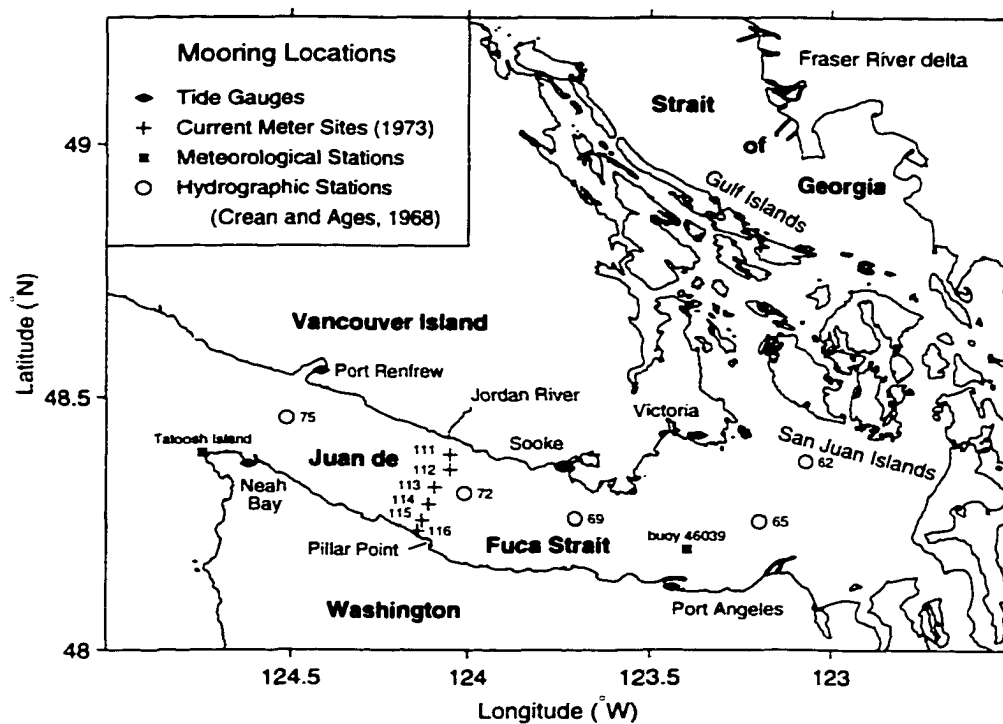 Mooring Locations
Tide Gauges
Current Meter Sites (1973)
Meteorological Stations
Hydrographic Stations
(Crean and Ages, 1968)
Fraser River delta
Strait
of
Georgia
Gulf Islands
Vancouver Island
Port Renfrew
Jordan River
Victoria
Sooke
San Juan Islands
Tatoosh Island
Neah
Bay
Juan de
Fuca Strait
75
111
112
113
114
115
116
72
69
62
65
buoy 46039
Pillar Point
Port Angeles
Washington
49
48.5
48
Latitude (°N)
124.5
124
123.5
123
Longitude (°W)